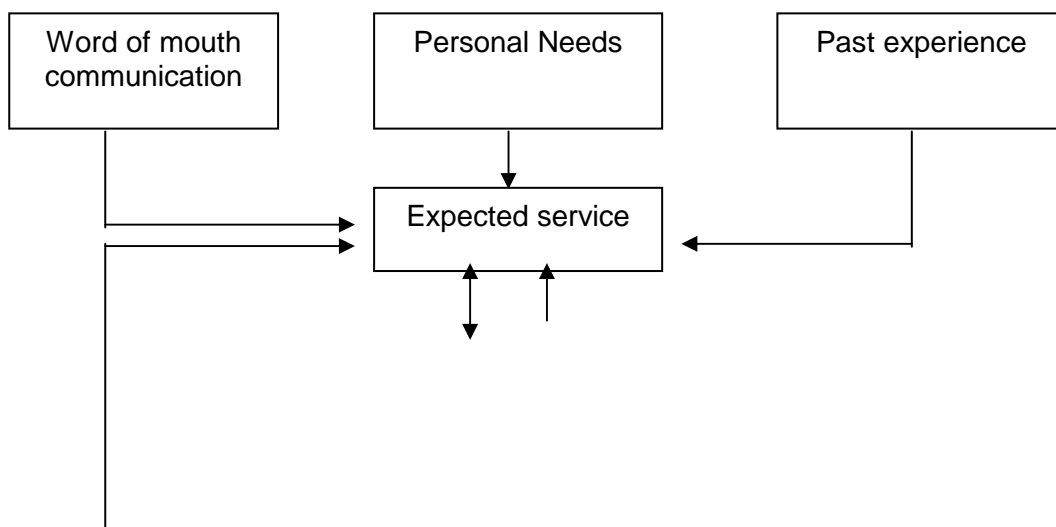 Word of mouth
communication
Personal Needs
Past experience
Expected service